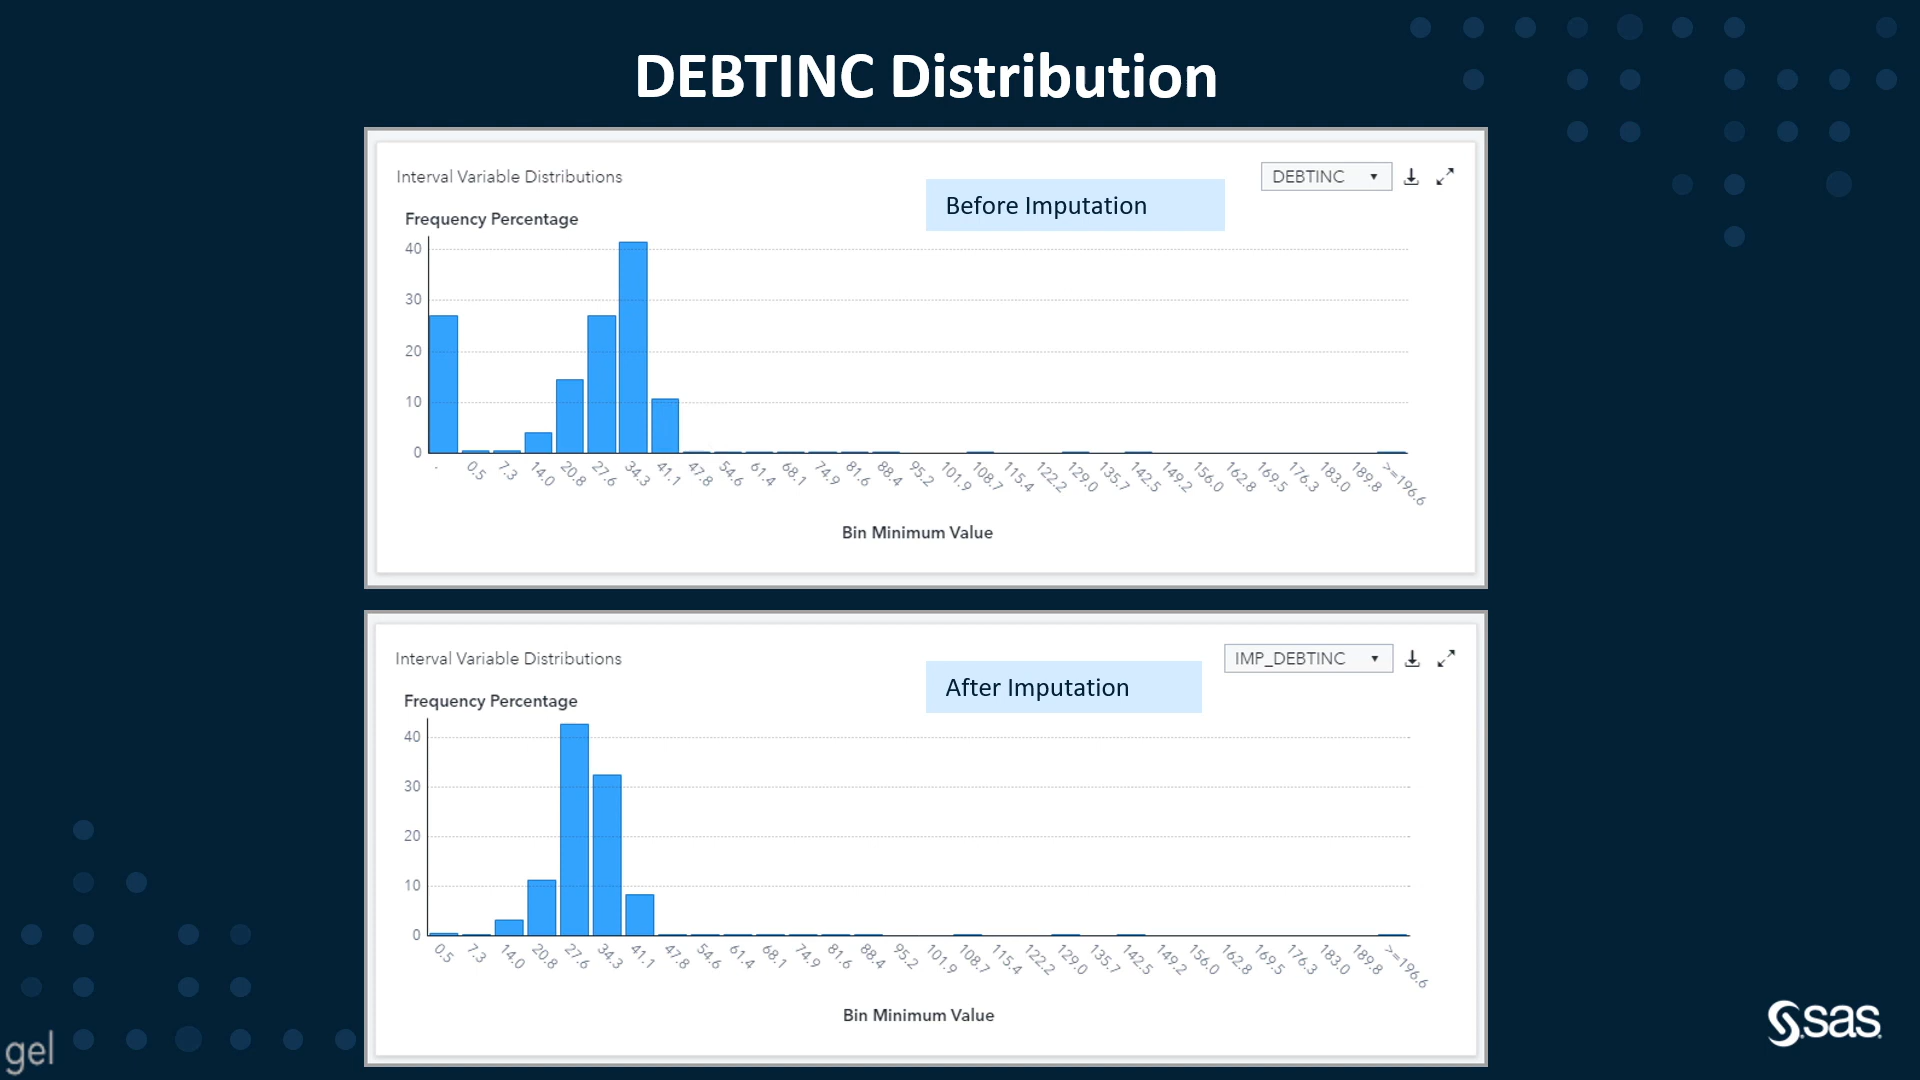 DEBTINC Distribution
Interval Variable Distributions
DEBTINC
Before Imputation
Frequency Percentage
40
30
20
10
0
. 0.5 7.3 14.0 20.8 27.6 34.3 41.1 47.8 54.6 61.4 68.1 74.9 81.6 88.4 95.2 101.9 108.7 115.4 122.2 129.0 135.7 142.5 149.2 156.0 162.8 169.5 176.3 183.0 189.8 >=196.6
Bin Minimum Value
Interval Variable Distributions
IMP_DEBTINC
After Imputation
Frequency Percentage
40
30
20
10
0
0.5 7.3 14.0 20.8 27.6 34.3 41.1 47.8 54.6 61.4 68.1 74.9 81.6 88.4 95.2 101.9 108.7 115.4 122.2 129.0 135.7 142.5 149.2 156.0 162.8 169.5 176.3 183.0 189.8 >=196.6
Bin Minimum Value
gel
sas